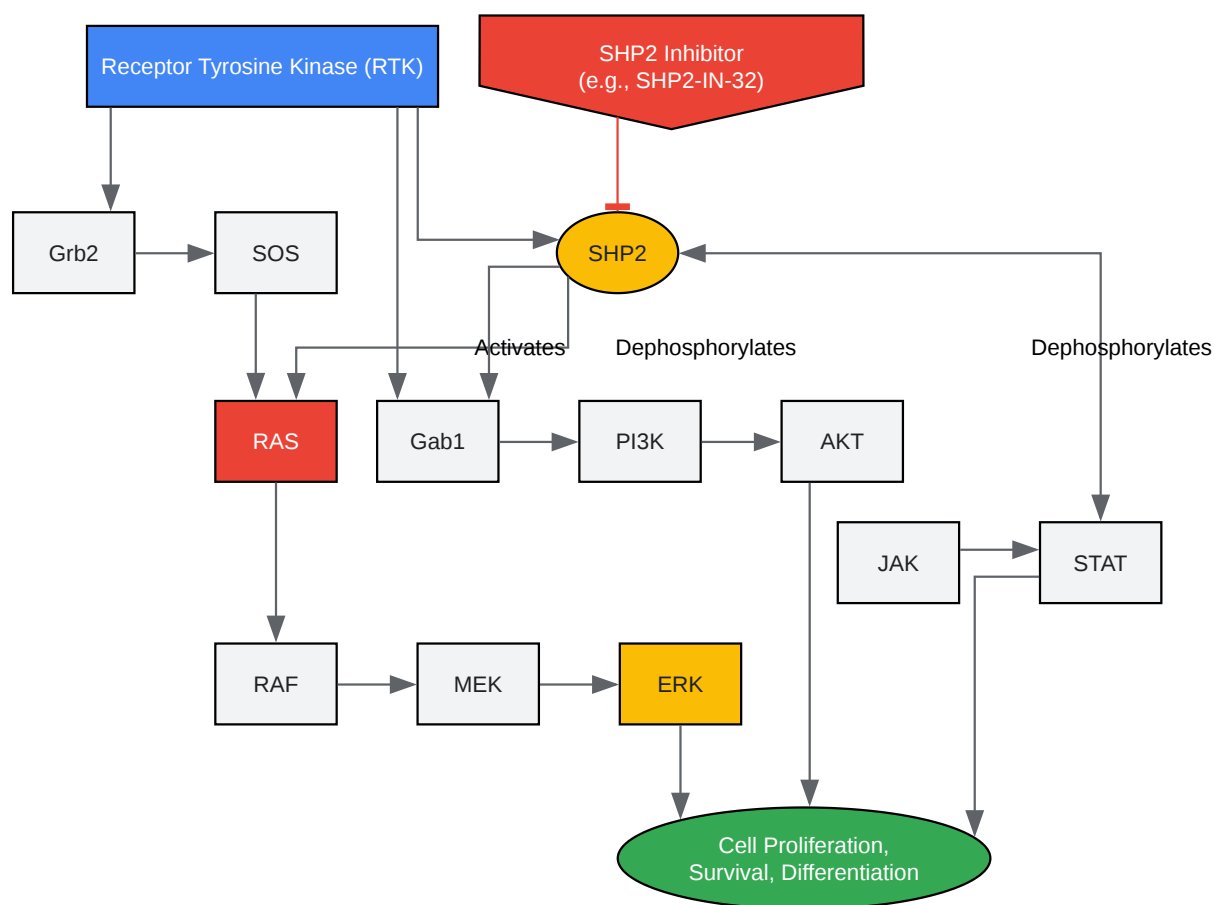 Receptor Tyrosine Kinase (RTK)
SHP2 Inhibitor
(e.g., SHP2-IN-32)
Grb2
SOS
SHP2
Activates
Dephosphorylates
Dephosphorylates
RAS
Gab1
PI3K
AKT
JAK
STAT
RAF
MEK
ERK
Cell Proliferation,
Survival, Differentiation